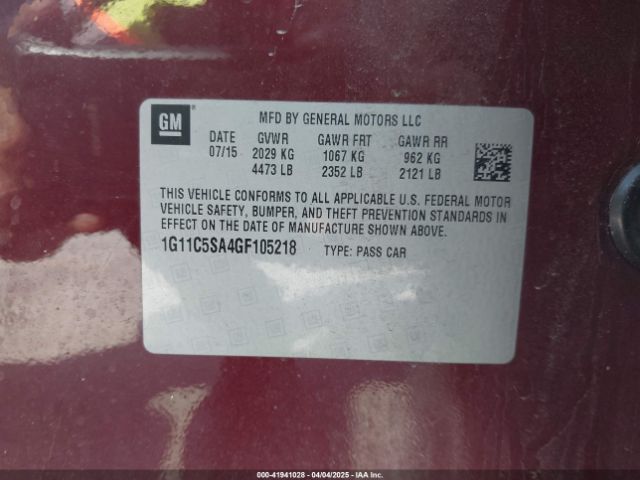 GM
MFD BY GENERAL MOTORS LLC
DATE GVWR GAWR FRT GAWR RR
07/15 2029 KG 1067 KG 962 KG
4473 LB 2352 LB 2121 LB
THIS VEHICLE CONFORMS TO ALL APPLICABLE U.S. FEDERAL MOTOR
VEHICLE SAFETY, BUMPER, AND THEFT PREVENTION STANDARDS IN
EFFECT ON THE DATE OF MANUFACTURE SHOWN ABOVE.
1G11C5SA4GF105218 TYPE: PASS CAR
00-41941028 - 04/04/2025 - IAA Inc.